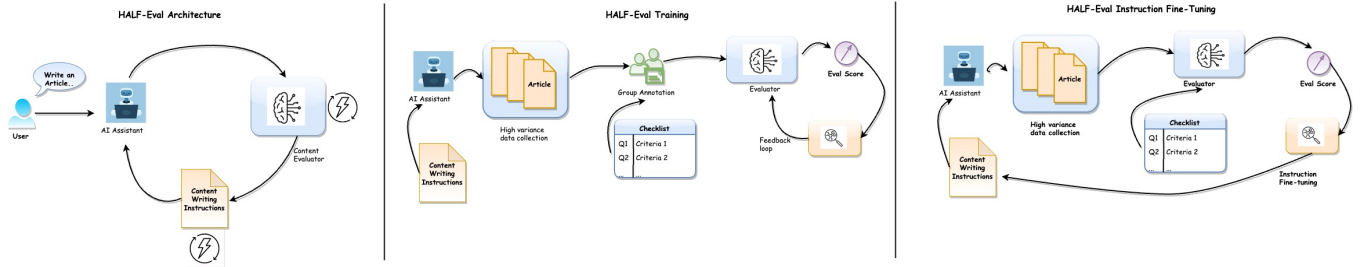 HALF-Eval Architecture
Write an
Article..
User
AI Assistant
Content
Evaluator
Content
Writing
Instructions
HALF-Eval Training
AI Assistant
Article
High variance
data collection
Group Annotation
Evaluator
Eval Score
Checklist
Q1 Criteria 1
Q2 Criteria 2
... ...
Feedback
loop
Content
Writing
Instructions
HALF-Eval Instruction Fine-Tuning
AI Assistant
Article
High variance
data collection
Evaluator
Eval Score
Checklist
Q1 Criteria 1
Q2 Criteria 2
... ...
Instruction
Fine-tuning
Content
Writing
Instructions